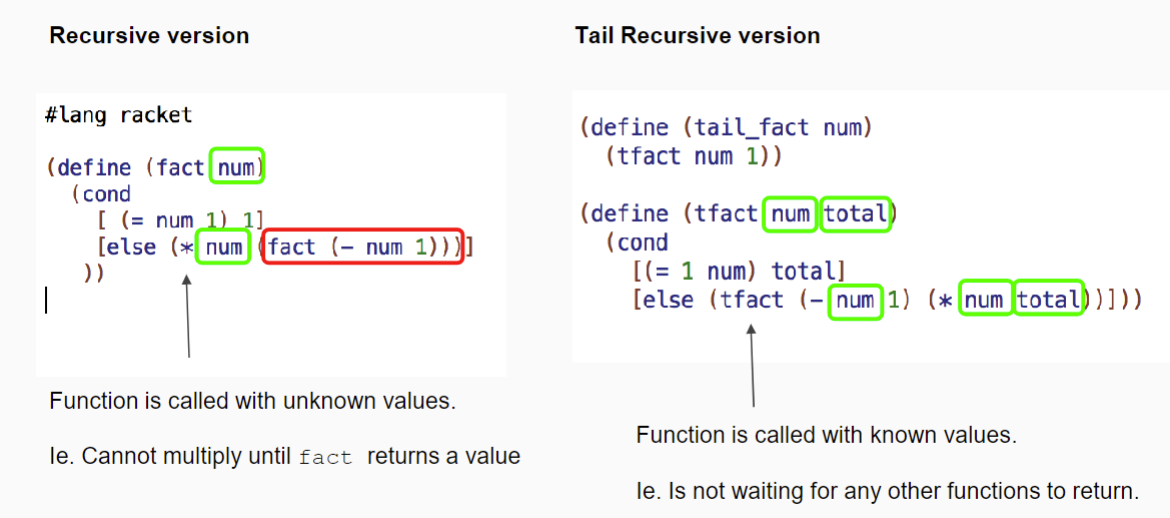 Recursive version
#lang racket
(define (fact num)
(cond
[ (= num 1) 1]
[else (* num (fact (- num 1)))]
))
Function is called with unknown values.
Ie. Cannot multiply until fact returns a value
Tail Recursive version
(define (tail_fact num)
(tfact num 1))
(define (tfact num total)
(cond
[(= 1 num) total]
[else (tfact (- num 1) (* num total))]))
Function is called with known values.
Ie. Is not waiting for any other functions to return.